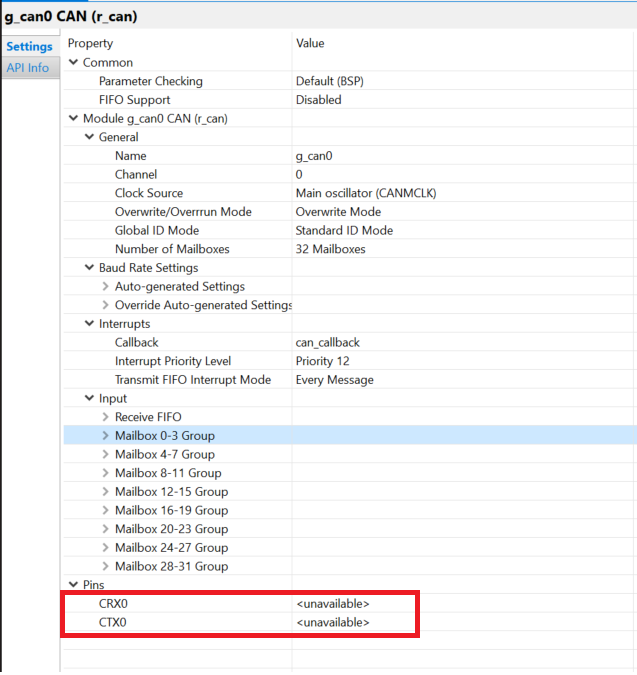 g_can0 CAN (r_can)
Settings
API Info
Property Value
Common
Parameter Checking Default (BSP)
FIFO Support Disabled
Module g_can0 CAN (r_can)
General
Name g_can0
Channel 0
Clock Source Main oscillator (CANMCLK)
Overwrite/Overrrun Mode Overwrite Mode
Global ID Mode Standard ID Mode
Number of Mailboxes 32 Mailboxes
Baud Rate Settings
Auto-generated Settings
Override Auto-generated Settings
Interrupts
Callback can_callback
Interrupt Priority Level Priority 12
Transmit FIFO Interrupt Mode Every Message
Input
Receive FIFO
Mailbox 0-3 Group
Mailbox 4-7 Group
Mailbox 8-11 Group
Mailbox 12-15 Group
Mailbox 16-19 Group
Mailbox 20-23 Group
Mailbox 24-27 Group
Mailbox 28-31 Group
Pins
CRX0 <unavailable>
CTX0 <unavailable>